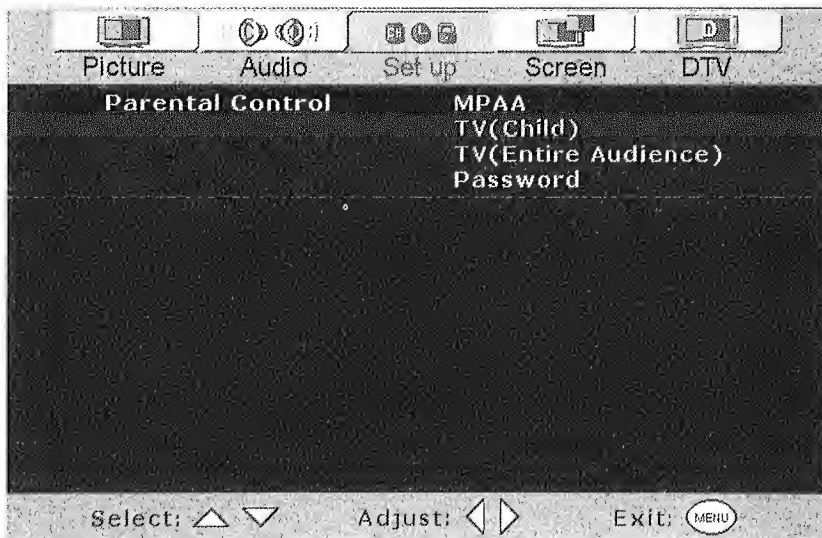 Picture Audio Set up Screen DTV
Parental Control MPAA
TV(Child)
TV(Entire Audience)
Password
Select: Adjust: Exit: MENU